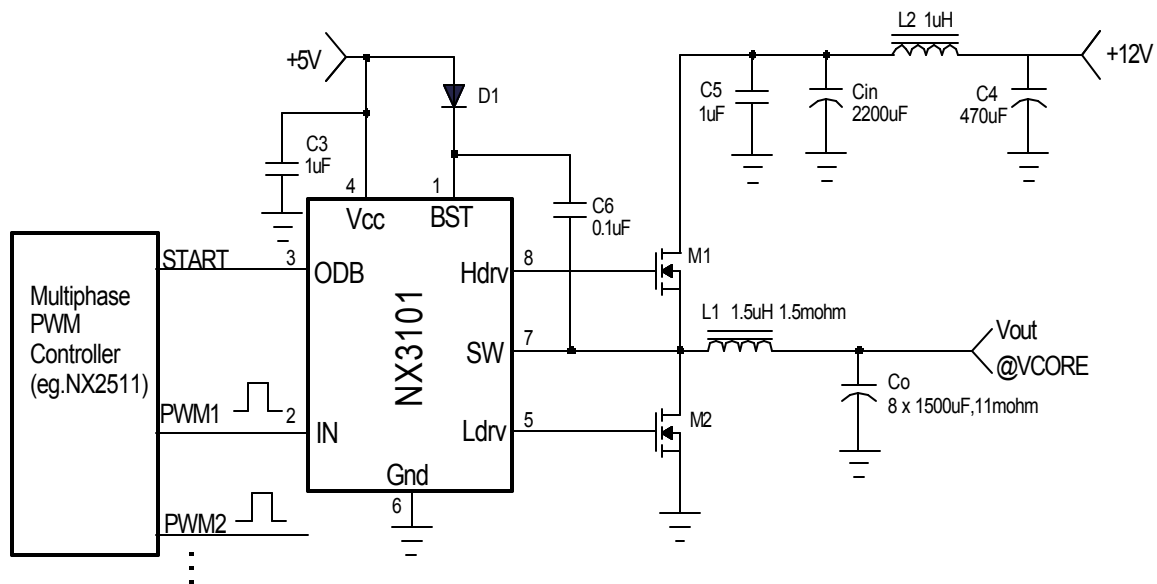 L2 1uH
+5V
+12V
D1
C5
1uF
Cin
2200uF
C4
470uF
C3
1uF
4
1
Vcc
BST
C6
0.1uF
START
3
ODB
Hdrv
8
M1
Multiphase
PWM
Controller
(eg.NX2511)
NX3101
L1 1.5uH 1.5mohm
Vout
@VCORE
SW
7
Co
8 x 1500uF,11mohm
PWM1
2
IN
Ldrv
5
M2
Gnd
6
PWM2